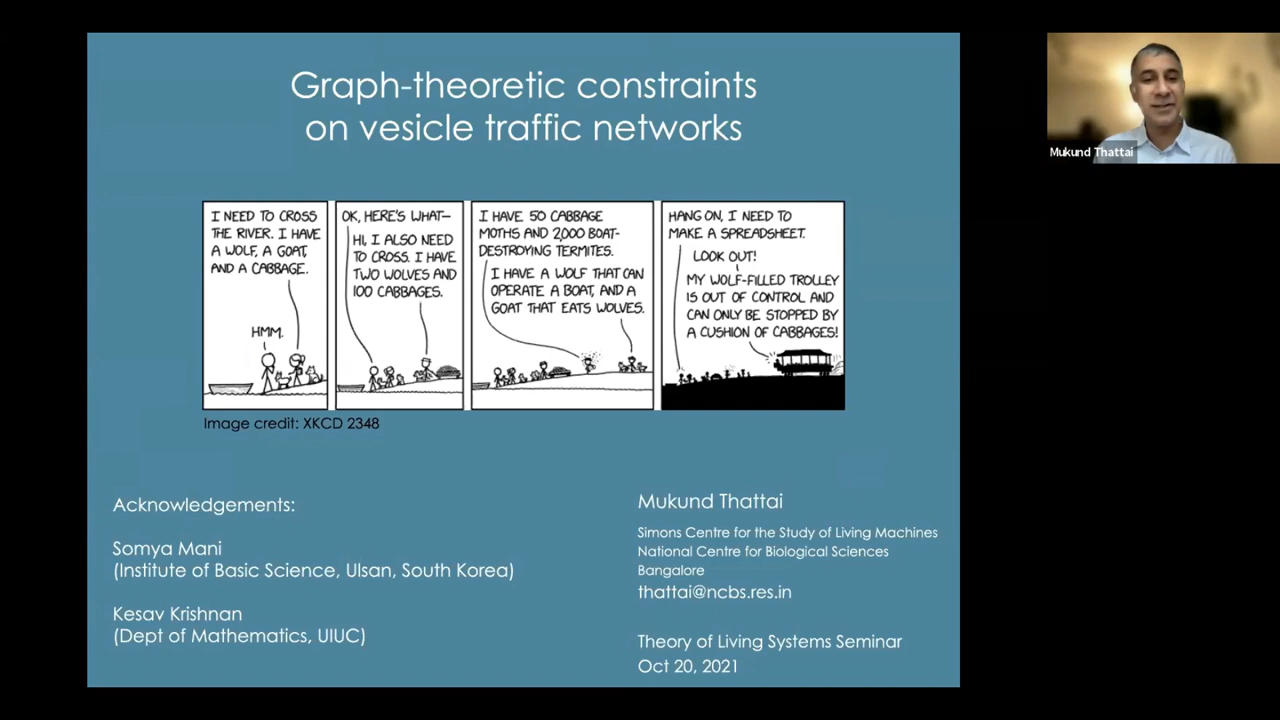 Graph-theoretic constraints
on vesicle traffic networks
I NEED TO CROSS
THE RIVER. I HAVE
A WOLF, A GOAT,
AND A CABBAGE.
HMM.
OK, HERE'S WHAT—
HI, I ALSO NEED
TO CROSS. I HAVE
TWO WOLVES AND
100 CABBAGES.
I HAVE 50 CABBAGE
MOTHS AND 2,000 BOAT-
DESTROYING TERMITES.
I HAVE A WOLF THAT CAN
OPERATE A BOAT, AND A
GOAT THAT EATS WOLVES.
HANG ON, I NEED TO
MAKE A SPREADSHEET.
LOOK OUT!
MY WOLF-FILLED TROLLEY
IS OUT OF CONTROL AND
CAN ONLY BE STOPPED BY
A CUSHION OF CABBAGES!
Image credit: XKCD 2348
Acknowledgements:
Somya Mani
(Institute of Basic Science, Ulsan, South Korea)
Kesav Krishnan
(Dept of Mathematics, UIUC)
Mukund Thattai
Simons Centre for the Study of Living Machines
National Centre for Biological Sciences
Bangalore
thattai@ncbs.res.in
Theory of Living Systems Seminar
Oct 20, 2021
Mukund Thattai